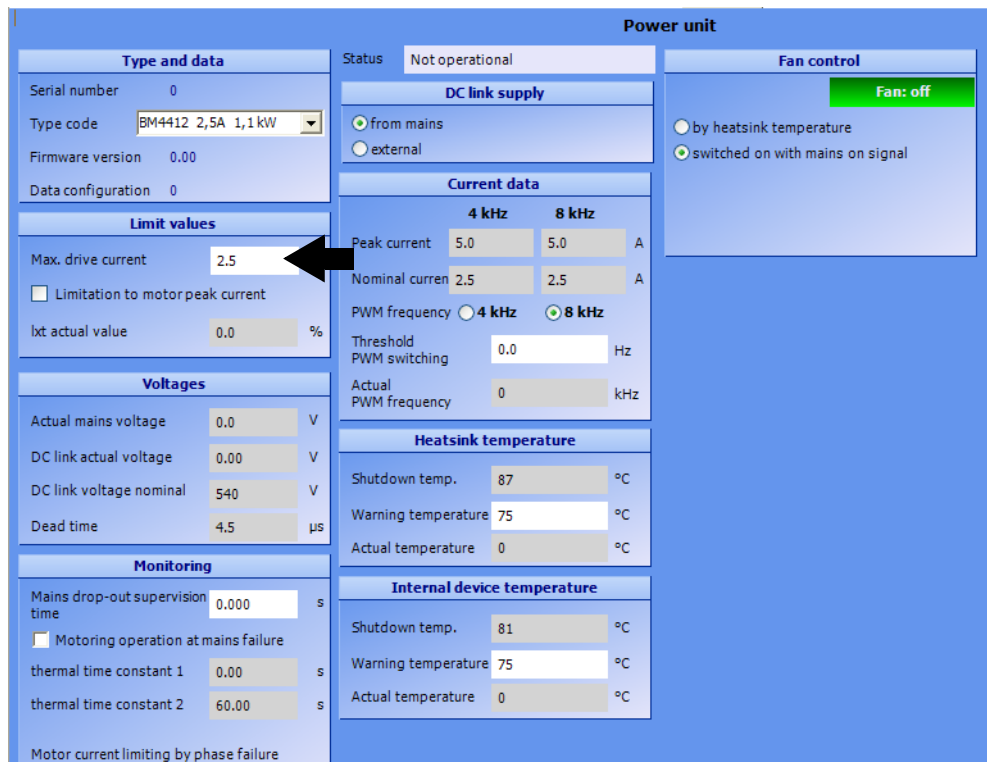 Power unit
Type and data
Serial number 0
Type code BM4412 2,5A 1,1kW
Firmware version 0.00
Data configuration 0
Limit values
Max. drive current 2.5
Limitation to motor peak current
Ixt actual value 0.0 %
Voltages
Actual mains voltage 0.0 V
DC link actual voltage 0.00 V
DC link voltage nominal 540 V
Dead time 4.5 µs
Monitoring
Mains drop-out supervision
time 0.000 s
Motoring operation at mains failure
thermal time constant 1 0.00 s
thermal time constant 2 60.00 s
Motor current limiting by phase failure
Status Not operational
DC link supply
from mains
external
Current data
4 kHz 8 kHz
Peak current 5.0 5.0 A
Nominal curren 2.5 2.5 A
PWM frequency 4 kHz 8 kHz
Threshold
PWM switching 0.0 Hz
Actual
PWM frequency 0 kHz
Heatsink temperature
Shutdown temp. 87 °C
Warning temperature 75 °C
Actual temperature 0 °C
Internal device temperature
Shutdown temp. 81 °C
Warning temperature 75 °C
Actual temperature 0 °C
Fan control
Fan: off
by heatsink temperature
switched on with mains on signal